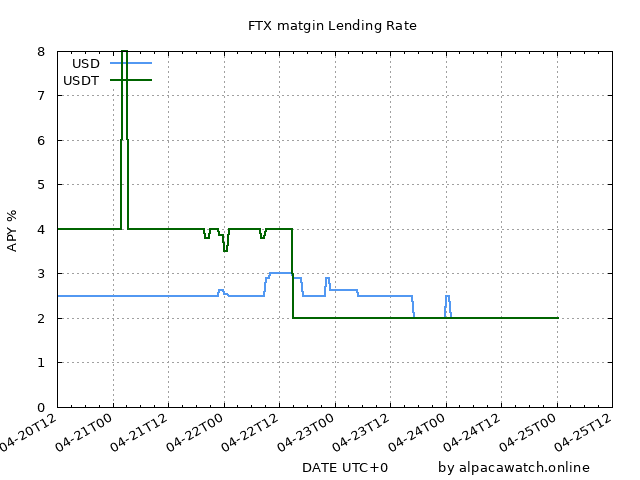 FTX matgin Lending Rate
USD
USDT
8
7
6
5
4
3
2
1
0
APY %
04-20T12
04-21T00
04-21T12
04-22T00
04-22T12
04-23T00
04-23T12
04-24T00
04-24T12
04-25T00
04-25T12
DATE UTC+0
by alpacawatch.online